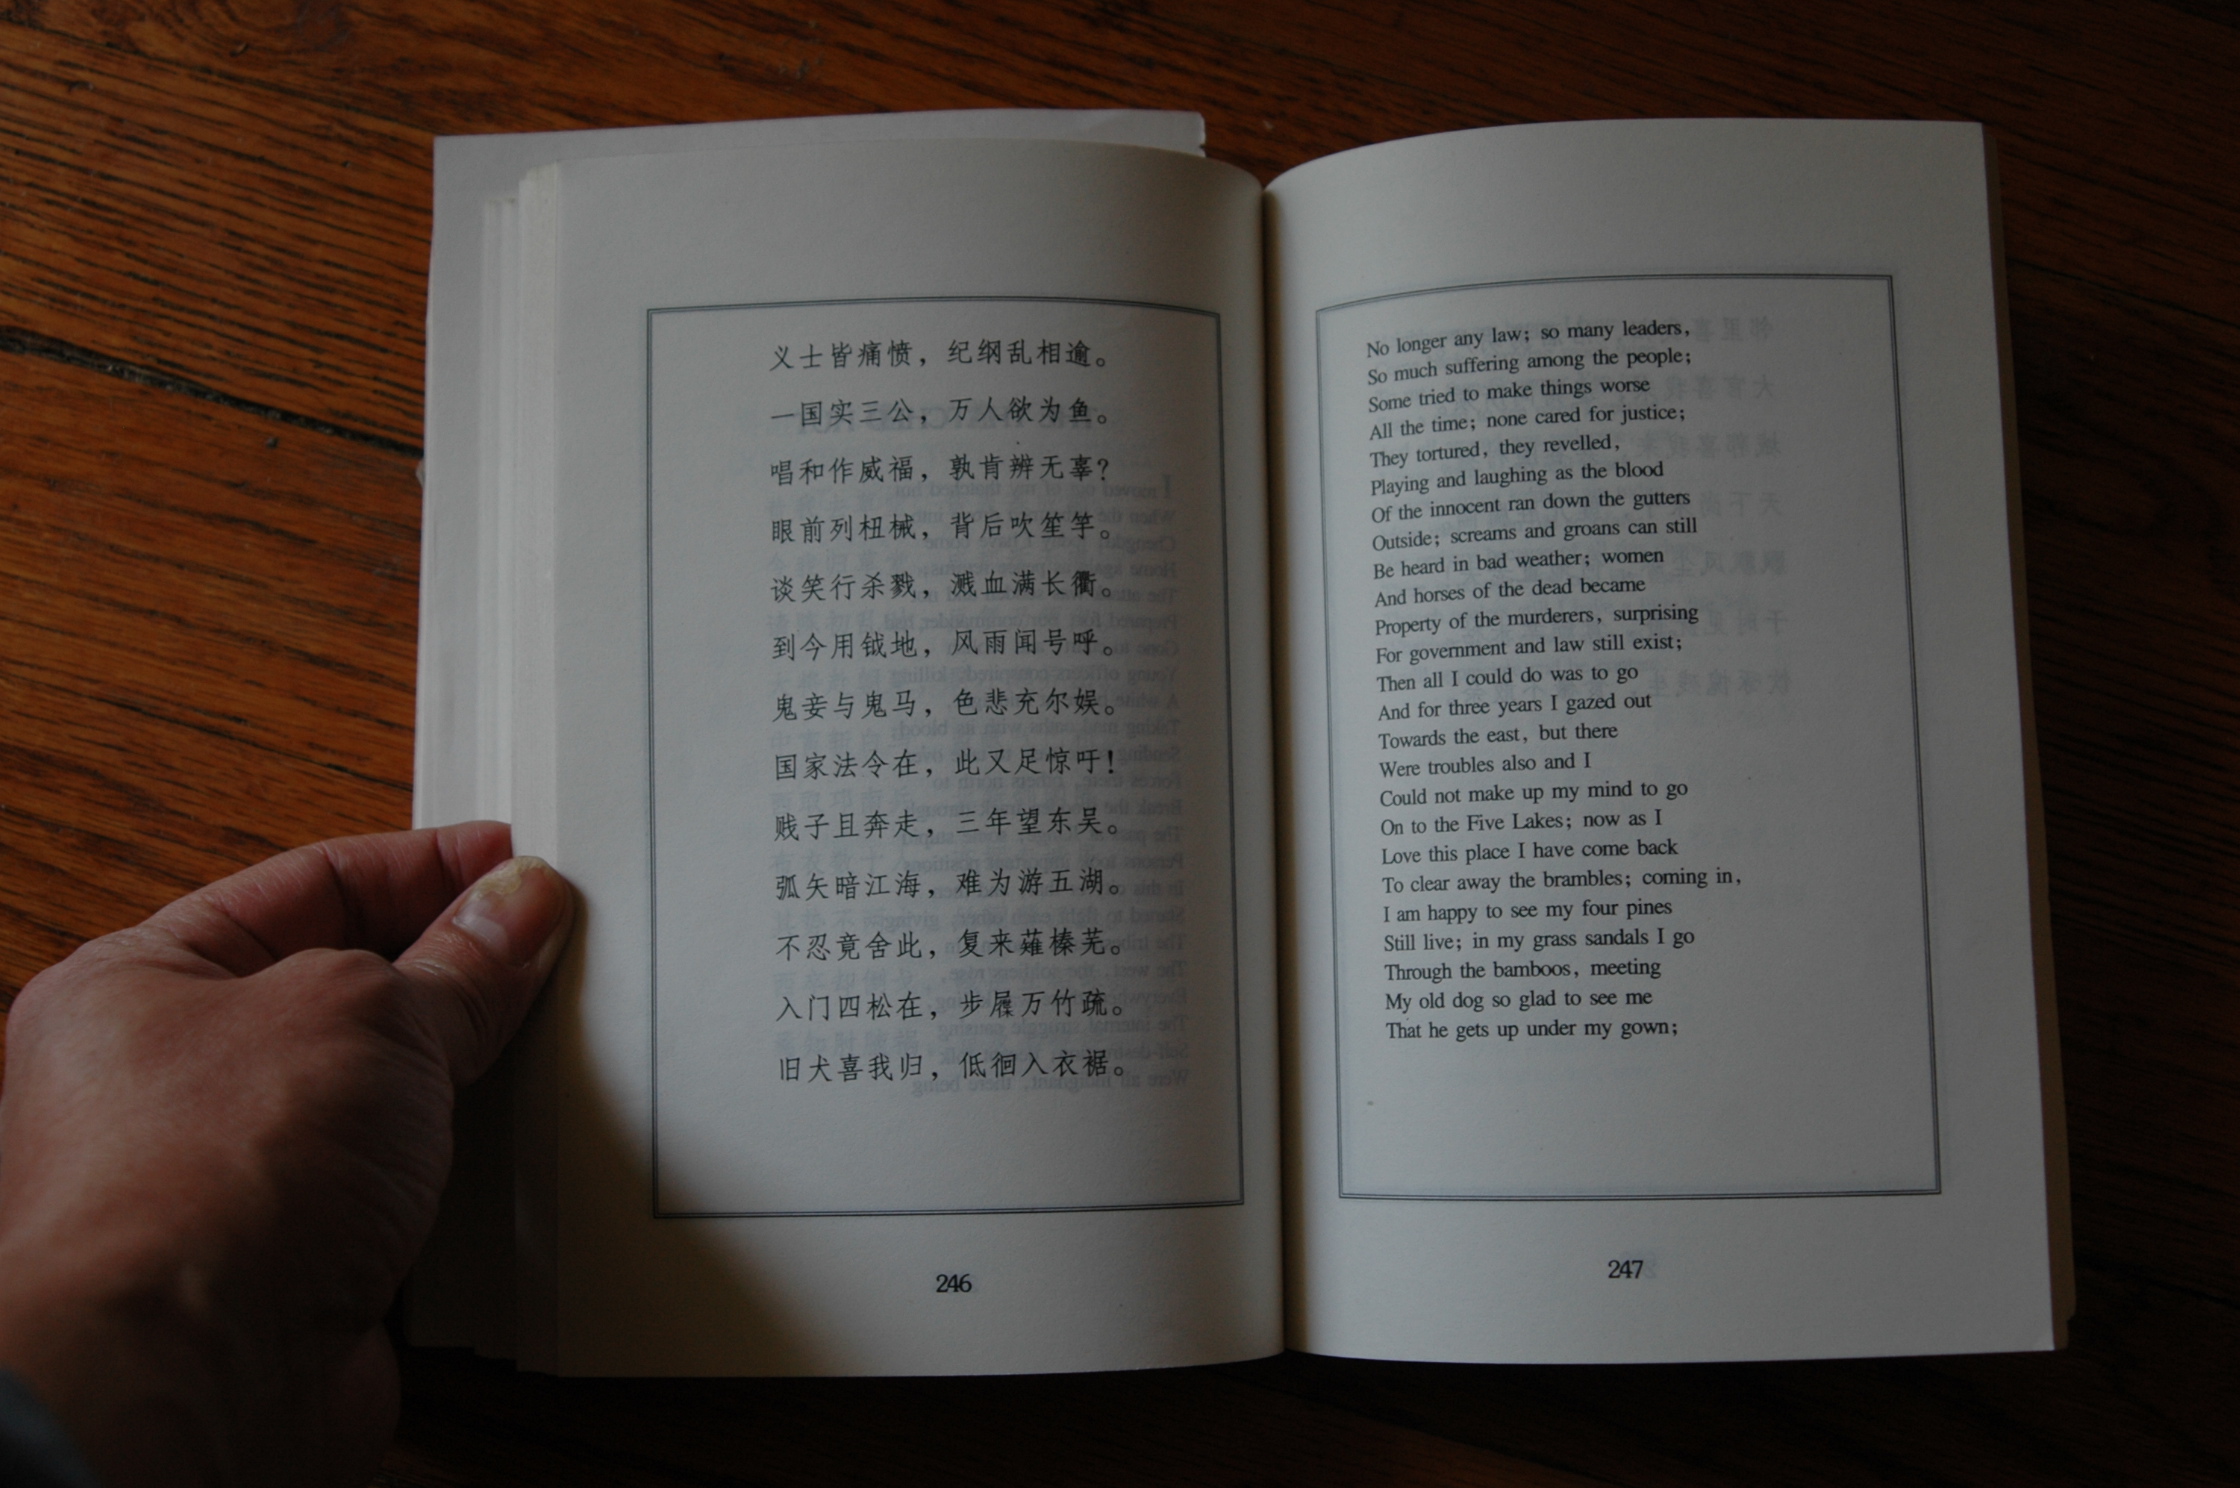 义士皆痛愤，纪纲乱相逾。
一国实三公，万人欲为鱼。
唱和作威福，孰肯辨无辜？
眼前列杻械，背后吹笙竽。
谈笑行杀戮，溅血满长衢。
到今用钺地，风雨闻号呼。
鬼妾与鬼马，色悲充尔娱。
国家法令在，此又足惊吁！
贱子且奔走，三年望东吴。
弧矢暗江海，难为游五湖。
不忍竟舍此，复来薙榛芜。
入门四松在，步屧万竹疏。
旧犬喜我归，低徊入衣裾。
246
No longer any law; so many leaders,
So much suffering among the people;
Some tried to make things worse
All the time; none cared for justice;
They tortured, they revelled,
Playing and laughing as the blood
Of the innocent ran down the gutters
Outside; screams and groans can still
Be heard in bad weather; women
And horses of the dead became
Property of the murderers, surprising
For government and law still exist;
Then all I could do was to go
And for three years I gazed out
Towards the east, but there
Were troubles also and I
Could not make up my mind to go
On to the Five Lakes; now as I
Love this place I have come back
To clear away the brambles; coming in,
I am happy to see my four pines
Still live; in my grass sandals I go
Through the bamboos, meeting
My old dog so glad to see me
That he gets up under my gown;
247